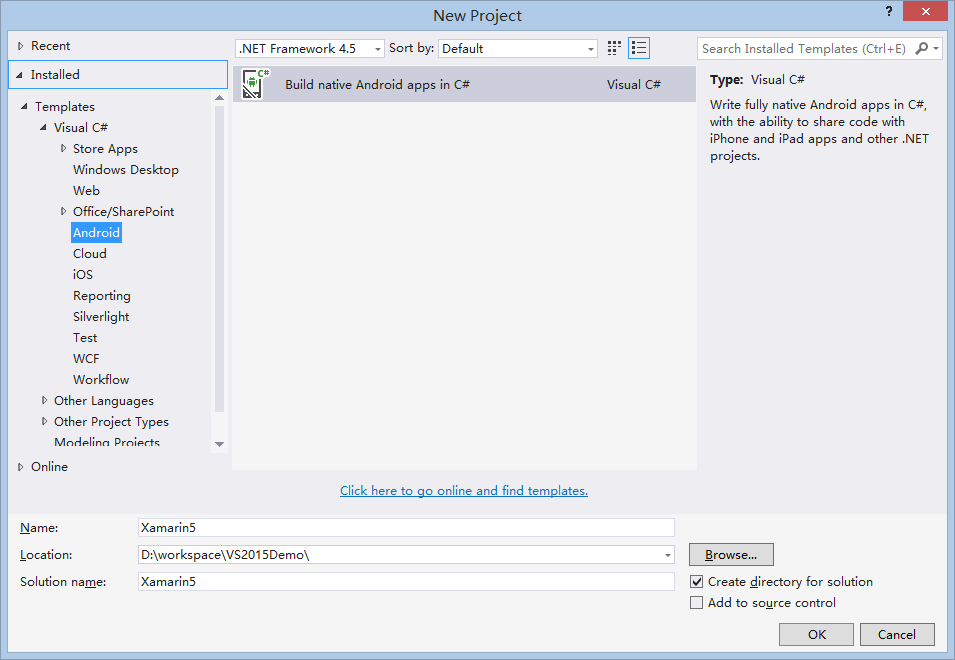 New Project
?
Recent
Installed
Templates
Visual C#
Store Apps
Windows Desktop
Web
Office/SharePoint
Android
Cloud
iOS
Reporting
Silverlight
Test
WCF
Workflow
Other Languages
Other Project Types
Modeling Projects
Online
.NET Framework 4.5 Sort by: Default
C# Build native Android apps in C# Visual C#
Click here to go online and find templates.
Search Installed Templates (Ctrl+E)
Type: Visual C#
Write fully native Android apps in C#,
with the ability to share code with
iPhone and iPad apps and other .NET
projects.
Name: Xamarin5
Location: D:\workspace\VS2015Demo\ Browse...
Solution name: Xamarin5
Create directory for solution
Add to source control
OK Cancel